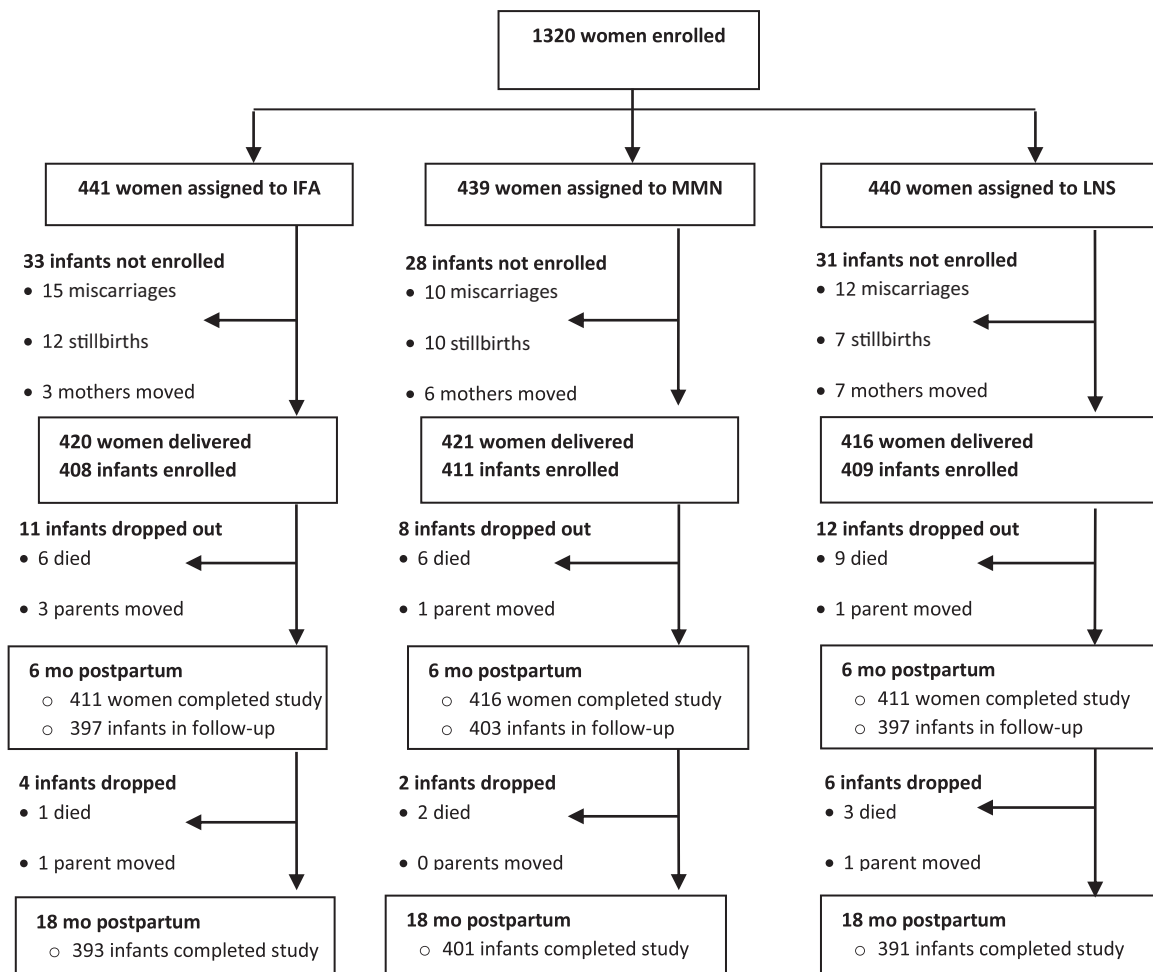 1320 women enrolled
441 women assigned to IFA
439 women assigned to MMN
440 women assigned to LNS
33 infants not enrolled
• 15 miscarriages
• 12 stillbirths
• 3 mothers moved
28 infants not enrolled
• 10 miscarriages
• 10 stillbirths
• 6 mothers moved
31 infants not enrolled
• 12 miscarriages
• 7 stillbirths
• 7 mothers moved
420 women delivered
408 infants enrolled
421 women delivered
411 infants enrolled
416 women delivered
409 infants enrolled
11 infants dropped out
• 6 died
• 3 parents moved
8 infants dropped out
• 6 died
• 1 parent moved
12 infants dropped out
• 9 died
• 1 parent moved
6 mo postpartum
○ 411 women completed study
○ 397 infants in follow-up
6 mo postpartum
○ 416 women completed study
○ 403 infants in follow-up
6 mo postpartum
○ 411 women completed study
○ 397 infants in follow-up
4 infants dropped
• 1 died
• 1 parent moved
2 infants dropped
• 2 died
• 0 parents moved
6 infants dropped
• 3 died
• 1 parent moved
18 mo postpartum
○ 393 infants completed study
18 mo postpartum
○ 401 infants completed study
18 mo postpartum
○ 391 infants completed study